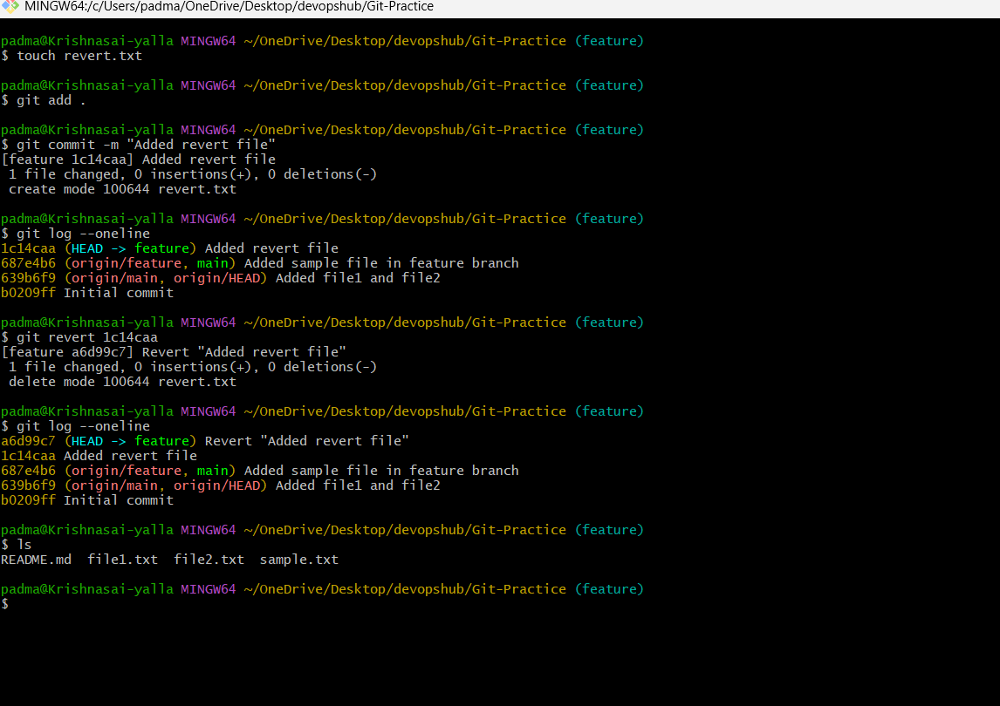 MINGW64:/c/Users/padma/OneDrive/Desktop/devopshub/Git-Practice
padma@Krishnasai-yalla MINGW64 ~/OneDrive/Desktop/devopshub/Git-Practice (feature)
$ touch revert.txt
padma@Krishnasai-yalla MINGW64 ~/OneDrive/Desktop/devopshub/Git-Practice (feature)
$ git add .
padma@Krishnasai-yalla MINGW64 ~/OneDrive/Desktop/devopshub/Git-Practice (feature)
$ git commit -m "Added revert file"
[feature 1c14caa] Added revert file
 1 file changed, 0 insertions(+), 0 deletions(-)
 create mode 100644 revert.txt
padma@Krishnasai-yalla MINGW64 ~/OneDrive/Desktop/devopshub/Git-Practice (feature)
$ git log --oneline
1c14caa (HEAD -> feature) Added revert file
687e4b6 (origin/feature, main) Added sample file in feature branch
639b6f9 (origin/main, origin/HEAD) Added file1 and file2
b0209ff Initial commit
padma@Krishnasai-yalla MINGW64 ~/OneDrive/Desktop/devopshub/Git-Practice (feature)
$ git revert 1c14caa
[feature a6d99c7] Revert "Added revert file"
 1 file changed, 0 insertions(+), 0 deletions(-)
 delete mode 100644 revert.txt
padma@Krishnasai-yalla MINGW64 ~/OneDrive/Desktop/devopshub/Git-Practice (feature)
$ git log --oneline
a6d99c7 (HEAD -> feature) Revert "Added revert file"
1c14caa Added revert file
687e4b6 (origin/feature, main) Added sample file in feature branch
639b6f9 (origin/main, origin/HEAD) Added file1 and file2
b0209ff Initial commit
padma@Krishnasai-yalla MINGW64 ~/OneDrive/Desktop/devopshub/Git-Practice (feature)
$ ls
README.md  file1.txt  file2.txt  sample.txt
padma@Krishnasai-yalla MINGW64 ~/OneDrive/Desktop/devopshub/Git-Practice (feature)
$